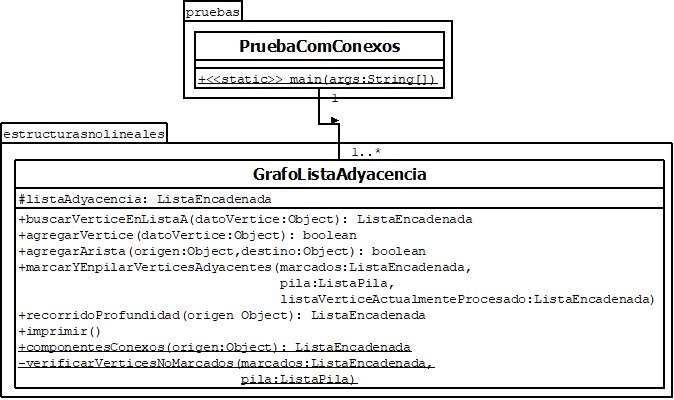 pruebas
PruebaComConexos
+<<static>> main(args:String[])
1
estructurasnolineales
1..*
GrafoListaAdyacencia
#listaAdyacencia: ListaEncadenada
+buscarVerticeEnListaA(datoVertice:Object): ListaEncadenada
+agregarVertice(datoVertice:Object): boolean
+agregarArista(origen:Object,destino:Object): boolean
+marcarYEnpilarVerticesAdyacentes(marcados:ListaEncadenada,
pila:ListaPila,
listaVerticeActualmenteProcesado:ListaEncadenada)
+recorridoProfundidad(origen Object): ListaEncadenada
+imprimir()
+componentesConexos(origen:Object): ListaEncadenada
-verificarVerticesNoMarcados(marcados:ListaEncadenada,
pila:ListaPila)